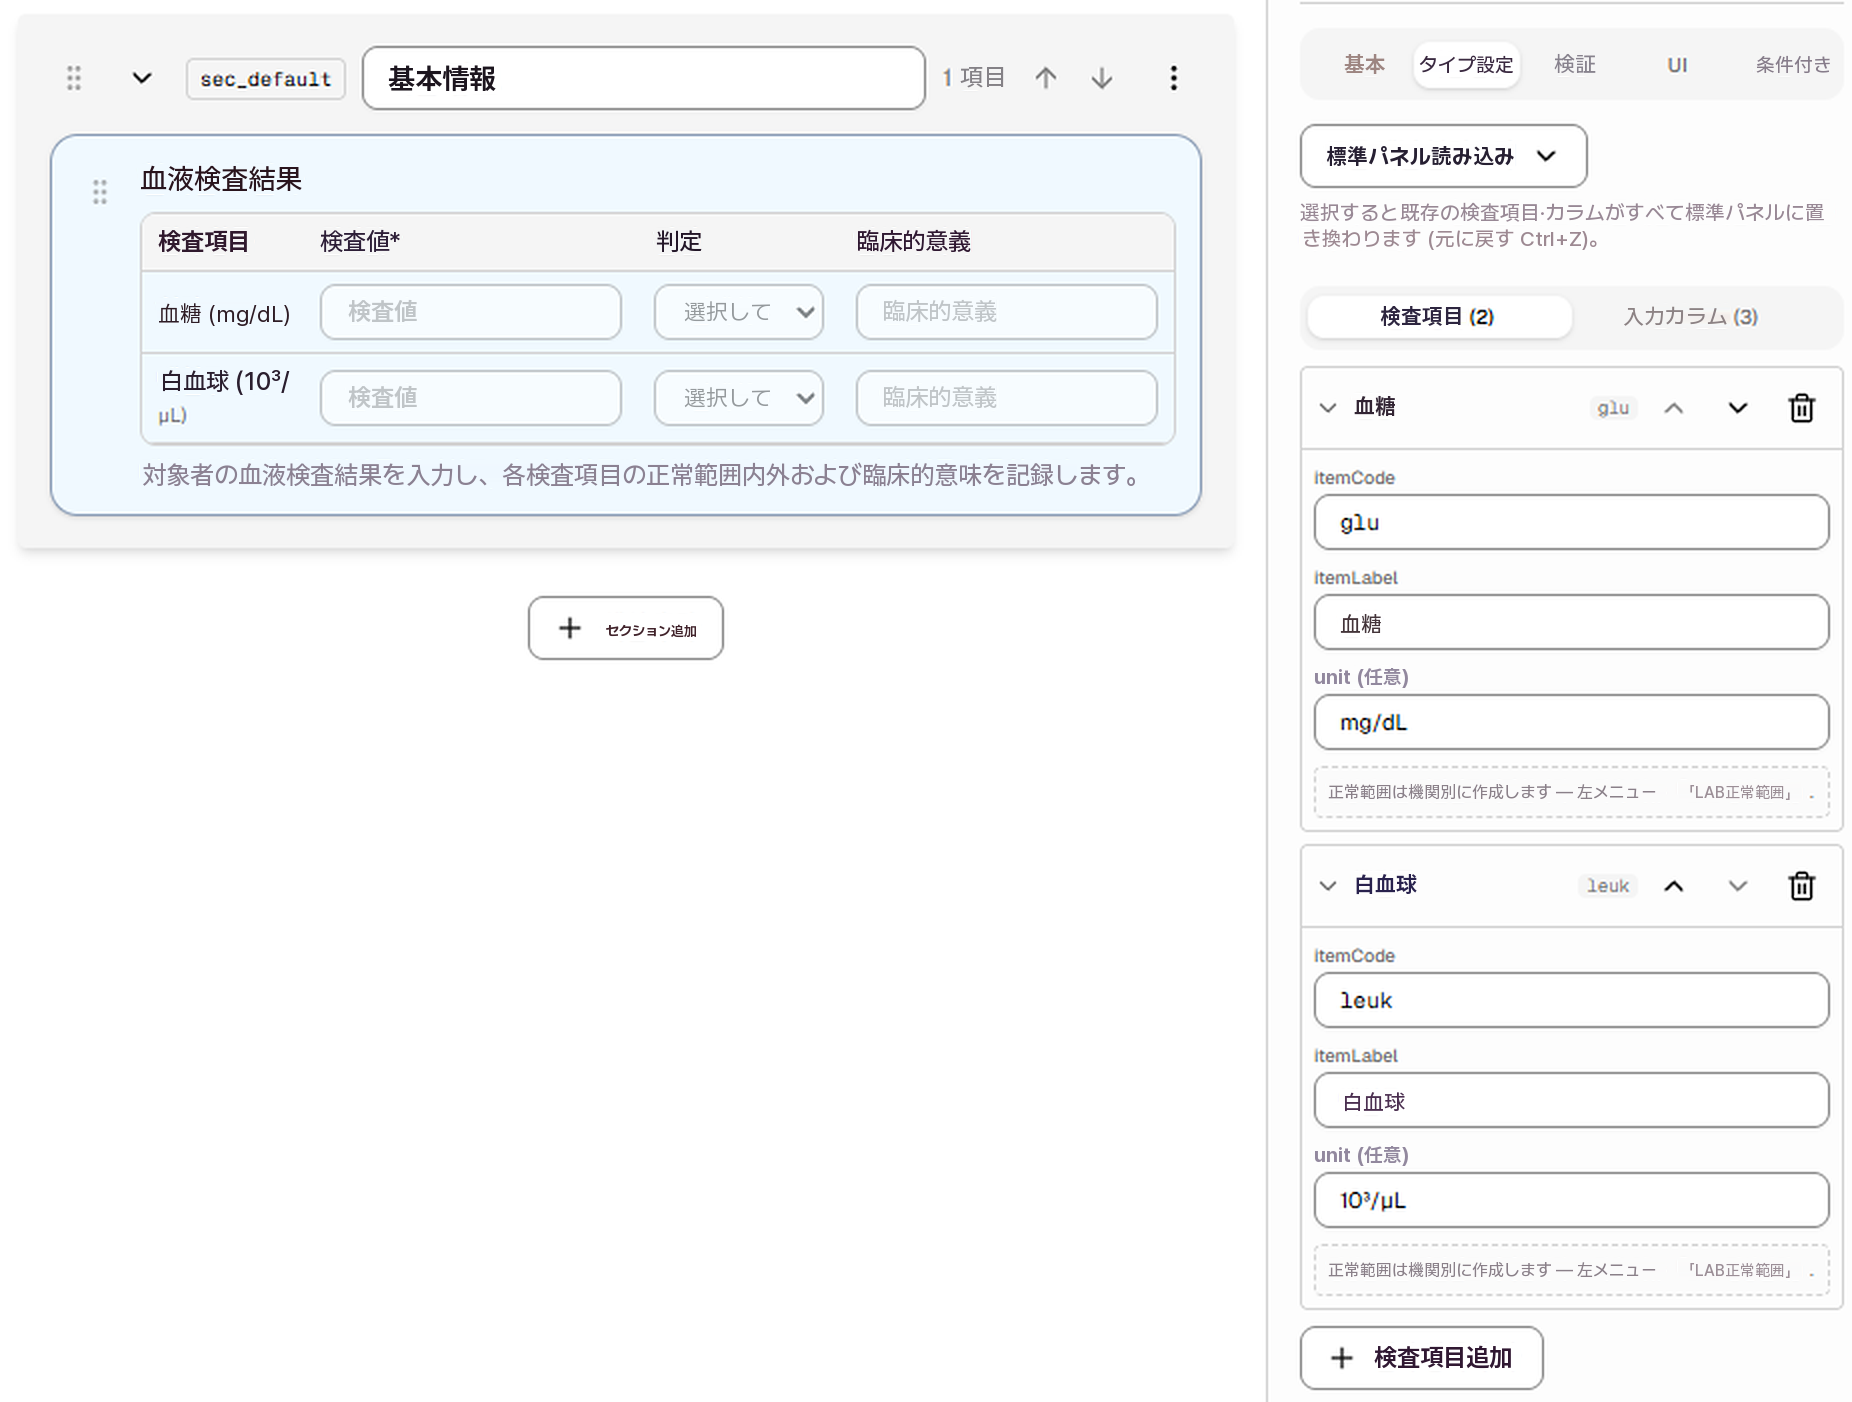 sec_default
基本情報
1 項目
血液検査結果
検査項目 検査値* 判定 臨床的意義
血糖 (mg/dL) 検査値 選択して 臨床的意義
白血球 (10³/
μL)
検査値 選択して 臨床的意義
対象者の血液検査結果を入力し、各検査項目の正常範囲内外および臨床的意味を記録します。
+ セクション追加
基本 タイプ設定 検証 UI 条件付き
標準パネル読み込み
選択すると既存の検査項目·カラムがすべて標準パネルに置
き換わります (元に戻す Ctrl+Z)。
検査項目 (2) 入力カラム (3)
血糖 glu
itemCode
glu
itemLabel
血糖
unit (任意)
mg/dL
正常範囲は機関別に作成します — 左メニュー 「LAB正常範囲」 .
白血球 leuk
itemCode
leuk
itemLabel
白血球
unit (任意)
10³/μL
正常範囲は機関別に作成します — 左メニュー 「LAB正常範囲」 .
+ 検査項目追加